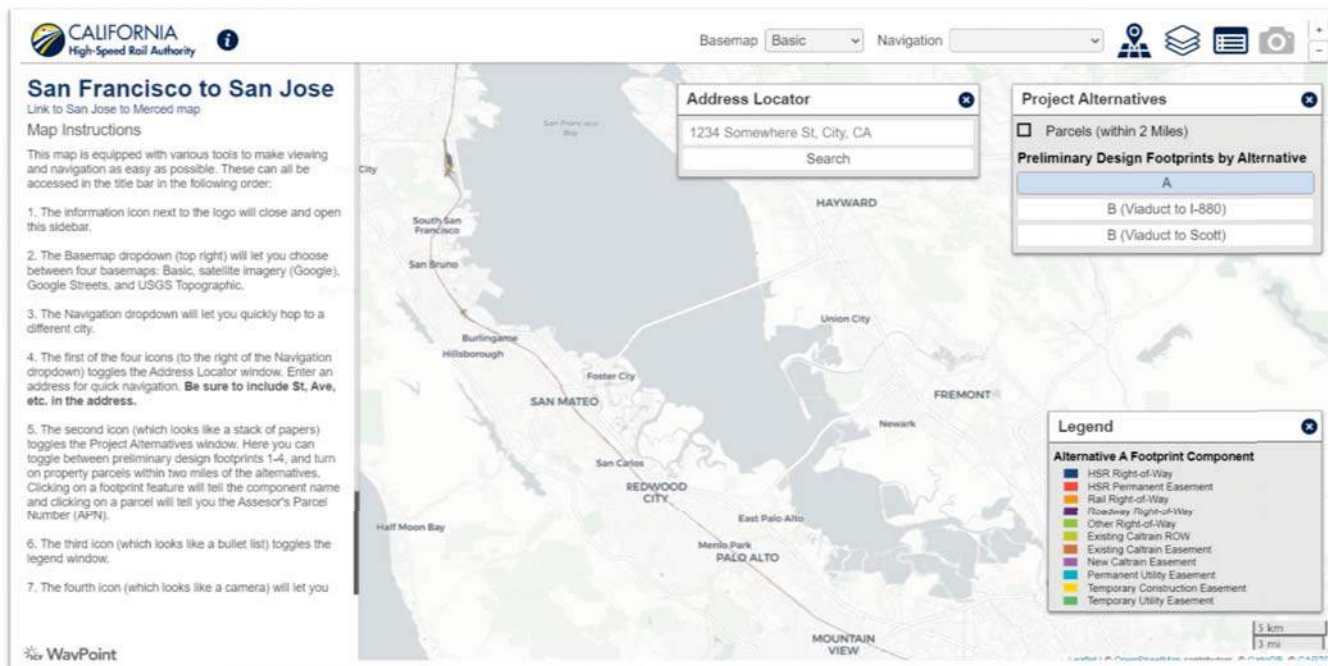 CALIFORNIA
High-Speed Rail Authority
i
Basemap Basic Navigation
+
−
San Francisco to San Jose
Link to San Jose to Merced map
Map Instructions
This map is equipped with various tools to make viewing
and navigation as easy as possible. These can all be
accessed in the title bar in the following order:
1. The information icon next to the logo will close and open
this sidebar.
2. The Basemap dropdown (top right) will let you choose
between four basemaps: Basic, satellite imagery (Google),
Google Streets, and USGS Topographic.
3. The Navigation dropdown will let you quickly hop to a
different city.
4. The first of the four icons (to the right of the Navigation
dropdown) toggles the Address Locator window. Enter an
address for quick navigation. Be sure to include St, Ave,
etc. in the address.
5. The second icon (which looks like a stack of papers)
toggles the Project Alternatives window. Here you can
toggle between preliminary design footprints 1-4, and turn
on property parcels within two miles of the alternatives.
Clicking on a footprint feature will tell the component name
and clicking on a parcel will tell you the Assesor's Parcel
Number (APN).
6. The third icon (which looks like a bullet list) toggles the
legend window.
7. The fourth icon (which looks like a camera) will let you
WavPoint
San Francisco
Bay
City
South San
Francisco
San Bruno
Burlingame
Hillsborough
Foster City
SAN MATEO
San Carlos
REDWOOD
CITY
Half Moon Bay
East Palo Alto
Menlo Park
PALO ALTO
MOUNTAIN
VIEW
HAYWARD
Union City
FREMONT
Newark
Address Locator
1234 Somewhere St, City, CA
Search
Project Alternatives
Parcels (within 2 Miles)
Preliminary Design Footprints by Alternative
A
B (Viaduct to I-880)
B (Viaduct to Scott)
Legend
Alternative A Footprint Component
HSR Right-of-Way
HSR Permanent Easement
Rail Right-of-Way
Roadway Right-of-Way
Other Right-of-Way
Existing Caltrain ROW
Existing Caltrain Easement
New Caltrain Easement
Permanent Utility Easement
Temporary Construction Easement
Temporary Utility Easement
5 km
3 mi